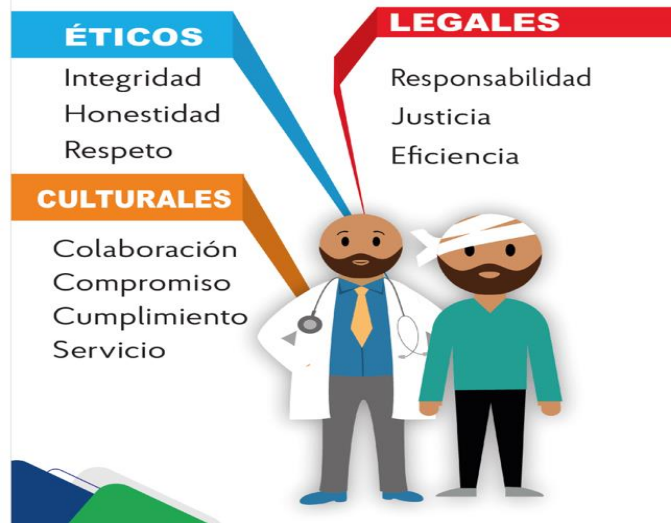 ÉTICOS
Integridad
Honestidad
Respeto
LEGALES
Responsabilidad
Justicia
Eficiencia
CULTURALES
Colaboración
Compromiso
Cumplimiento
Servicio